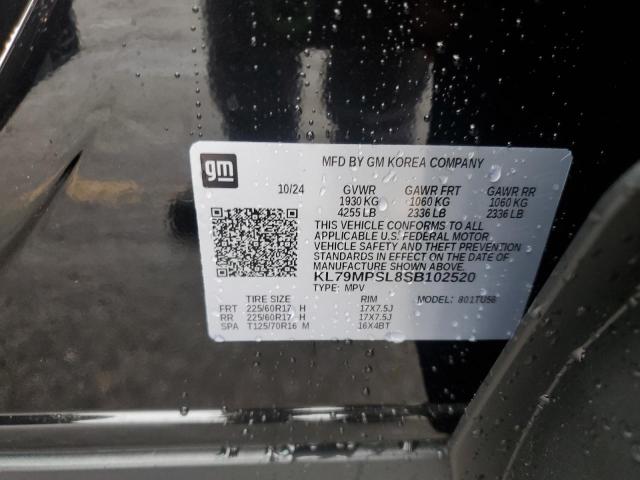 gm
MFD BY GM KOREA COMPANY
10/24 GVWR GAWR FRT GAWR RR
1930 KG 1060 KG 1060 KG
4255 LB 2336 LB 2336 LB
THIS VEHICLE CONFORMS TO ALL
APPLICABLE U.S. FEDERAL MOTOR
VEHICLE SAFETY AND THEFT PREVENTION
STANDARDS IN EFFECT ON THE DATE OF
MANUFACTURE SHOWN ABOVE.
KL79MPSL8SB102520
TYPE: MPV MODEL: 801TU58
TIRE SIZE RIM
FRT 225/60R17 H 17X7.5J
RR 225/60R17 H 17X7.5J
SPA T125/70R16 M 16X4BT